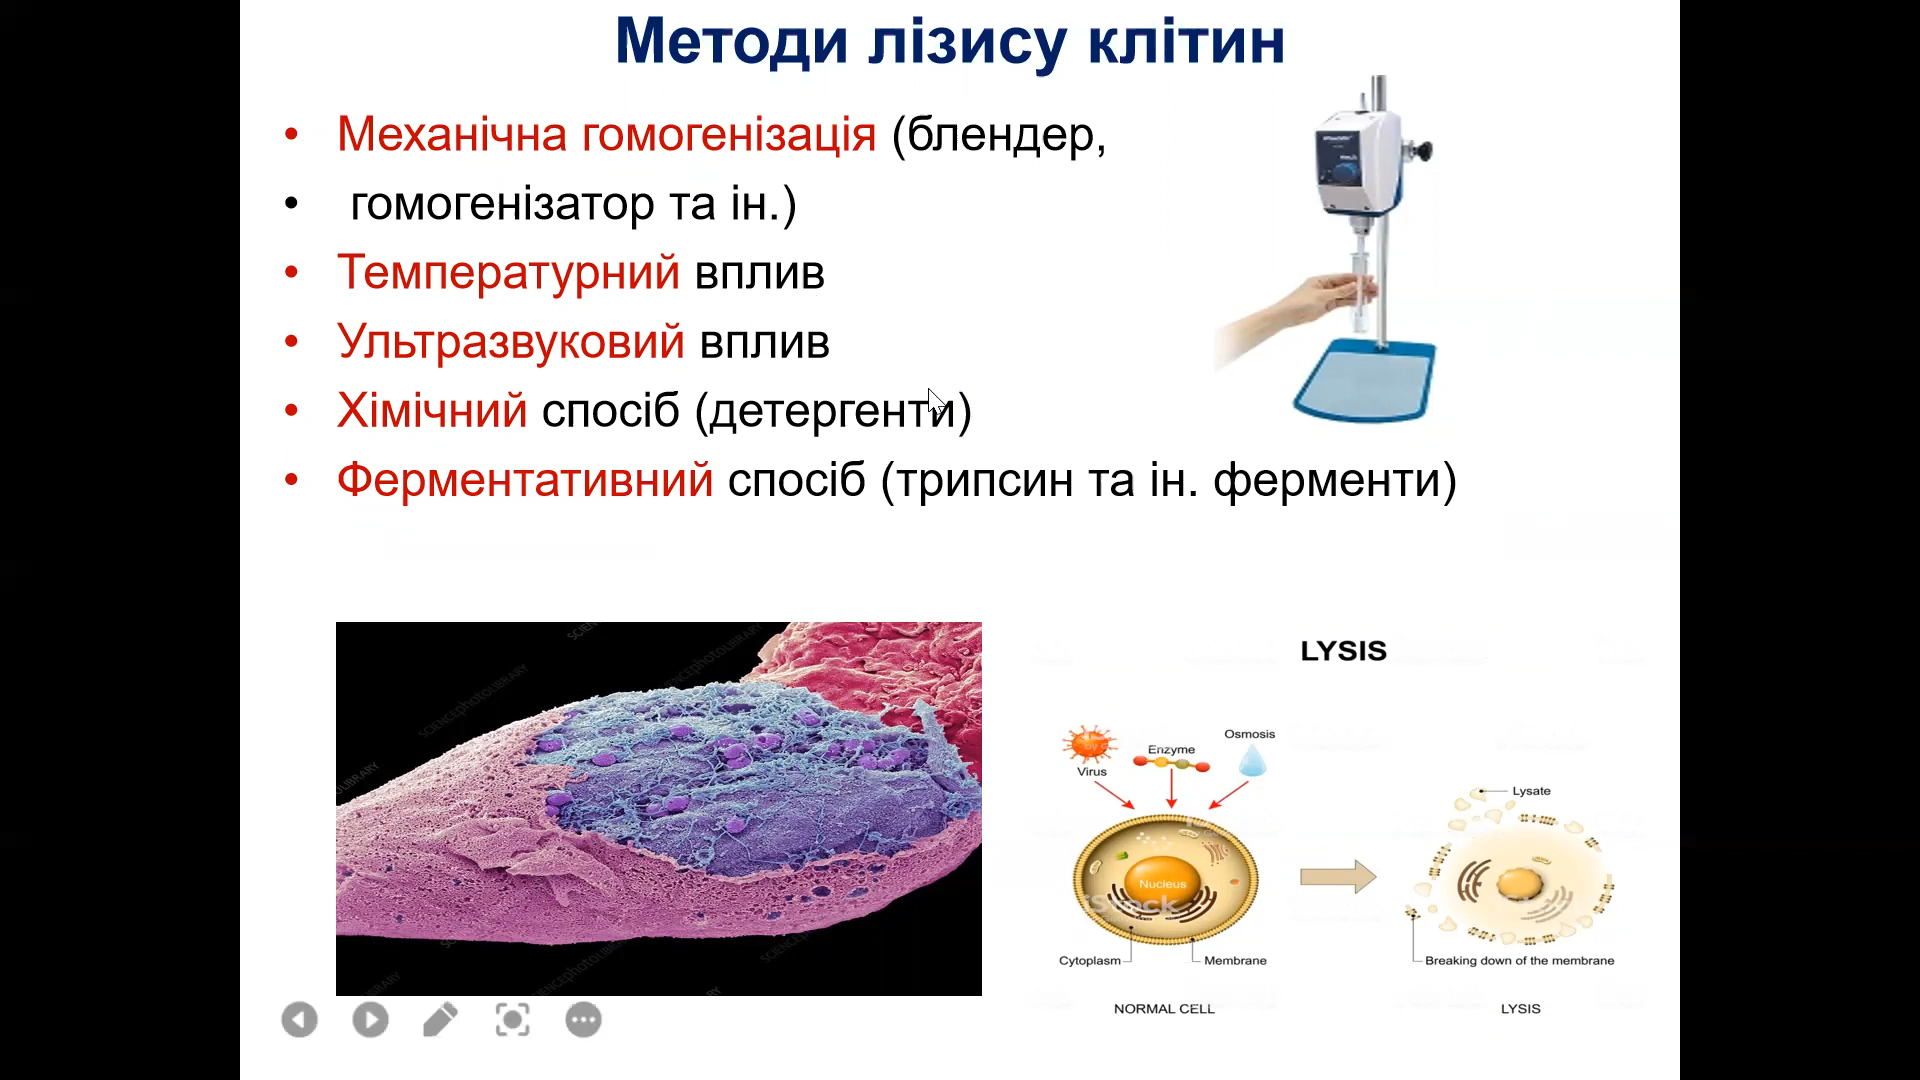 Методи лізису клітин
• Механічна гомогенізація (блендер,
• гомогенізатор та ін.)
• Температурний вплив
• Ультразвуковий вплив
• Хімічний спосіб (детергенти)
• Ферментативний спосіб (трипсин та ін. ферменти)
SCIENCEphotoLIBRARY
LYSIS
Virus
Enzyme
Osmosis
Nucleus
iStock
Cytoplasm
Membrane
NORMAL CELL
Lysate
Breaking down of the membrane
LYSIS